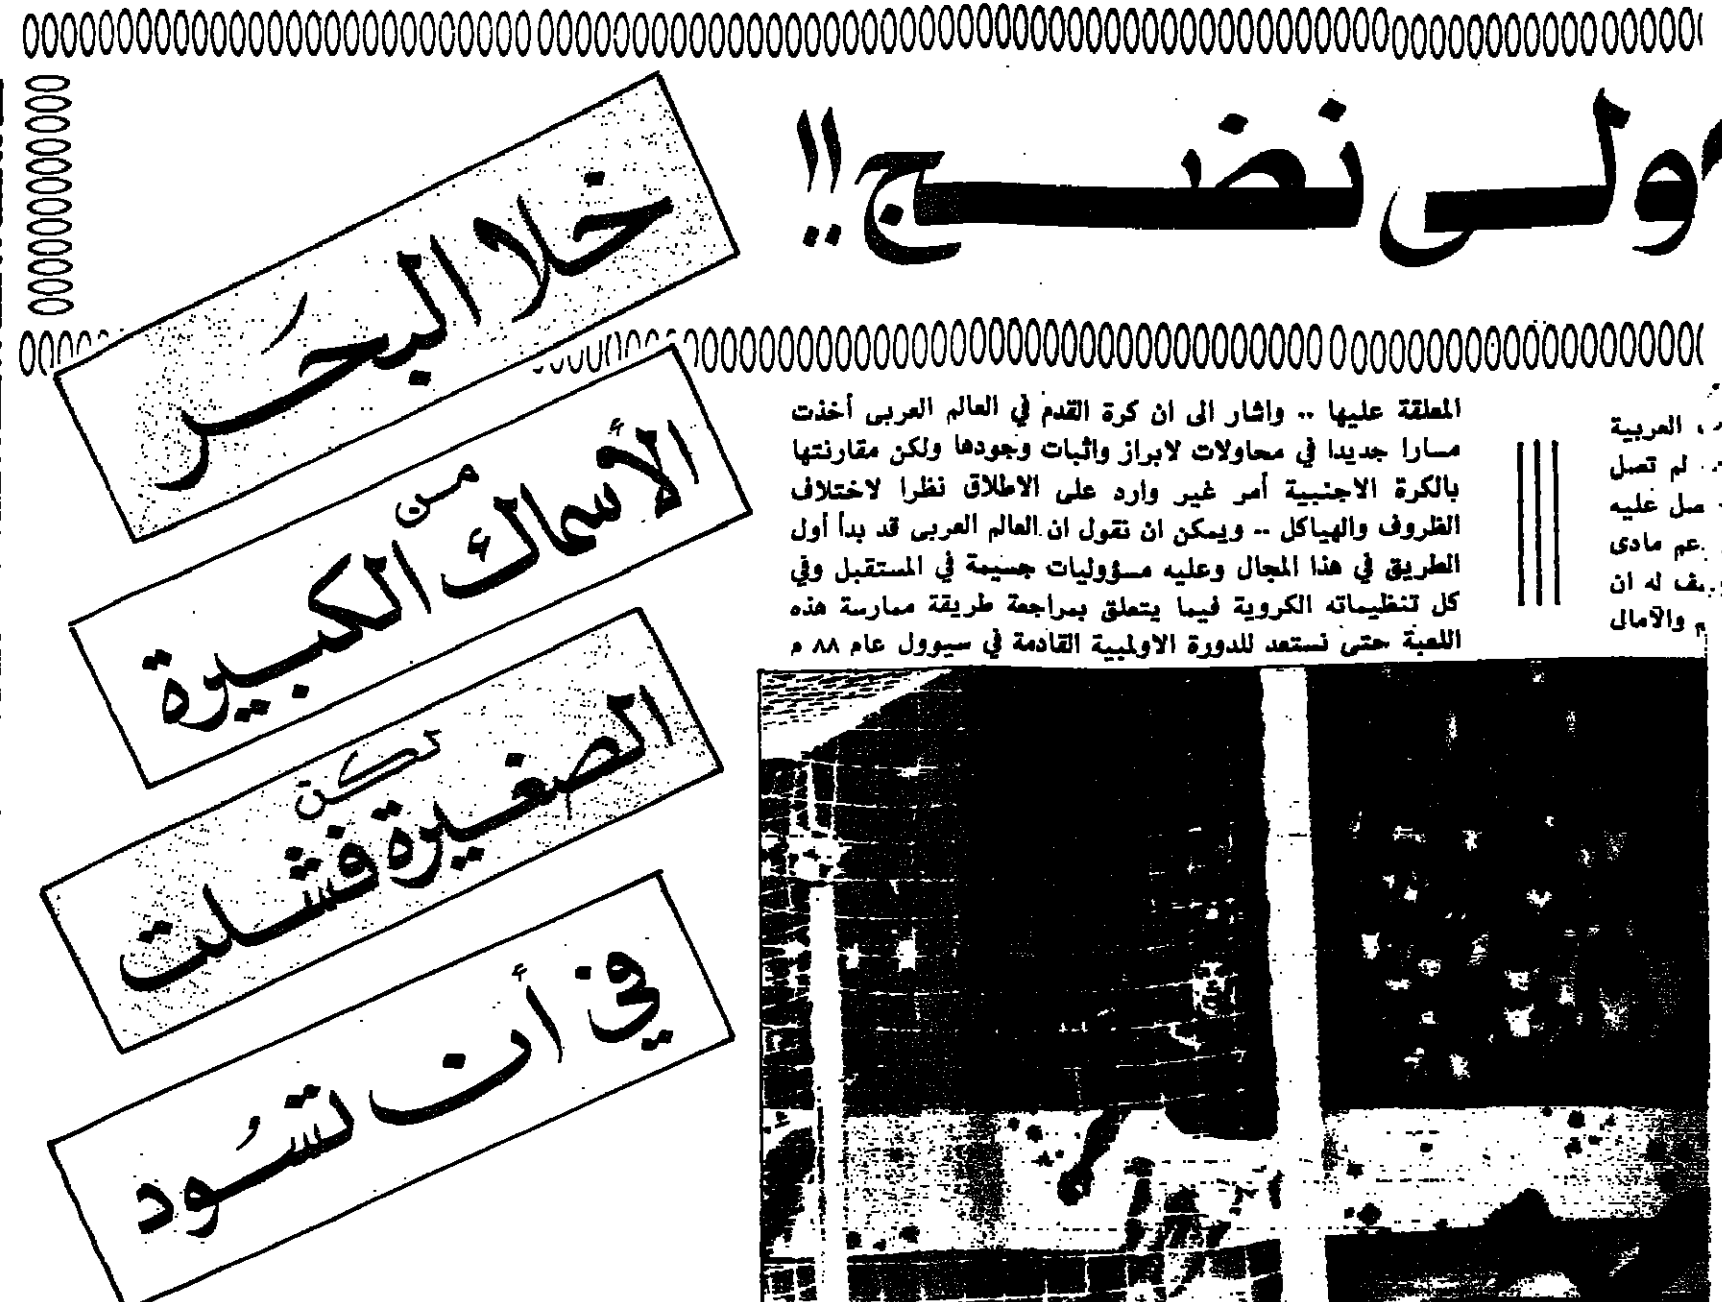 ولى نضج !!
العربية
لم تصل
عليه
مادى
له ان
والآمال
المعلقة عليها .. واشار الى ان كرة القدم في العالم العربى أخذت
مسارا جديدا في محاولات لابراز واثبات وجودها ولكن مقارنتها
بالكرة الاجنبية أمر غير وارد على الاطلاق نظرا لاختلاف
الظروف والهياكل .. ويمكن ان نقول ان العالم العربى قد بدأ أول
الطريق في هذا المجال وعليه مسؤوليات جسيمة في المستقبل وفي
كل تنظيماته الكروية فيما يتعلق بمراجعة طريقة ممارسة هذه
اللعبة حتى نستعد للدورة الاولمبية القادمة في سيوول عام ٨٨ م
خلا البحَر
من
الأسماك الكبيرة
لكن
الصغيرة فشلت
في أن تسُود